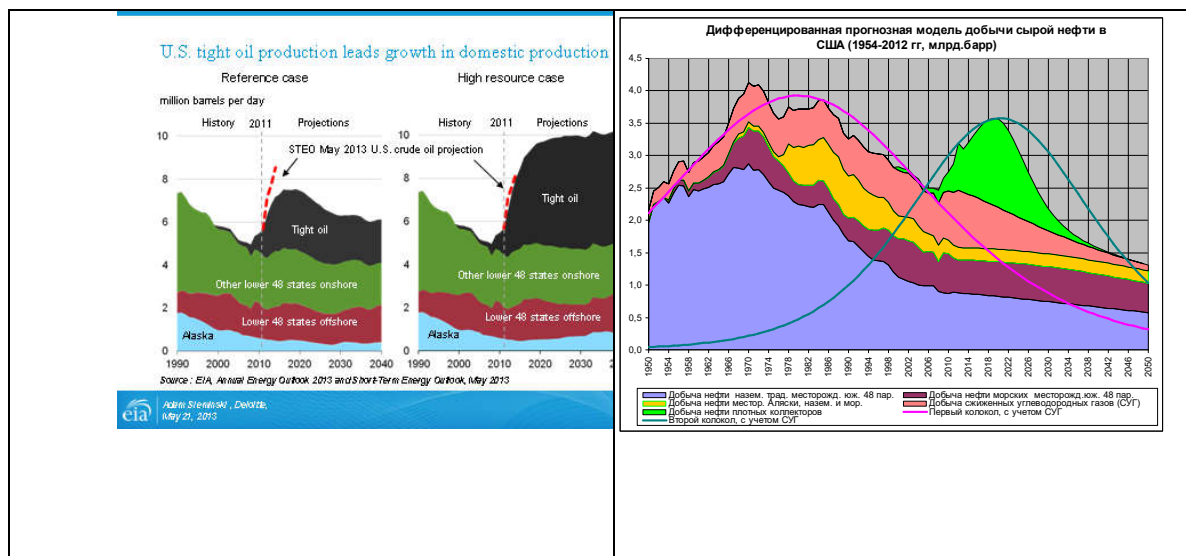 U.S. tight oil production leads growth in domestic production
Reference case
High resource case
million barrels per day
History
2011
Projections
History
2011
Projections
STEO May 2013 U.S. crude oil projection
10
8
6
4
2
0
10
8
6
4
2
0
Tight oil
Other lower 48 states onshore
Lower 48 states offshore
Alaska
Tight oil
Other lower 48 states onshore
Lower 48 states offshore
Alaska
1990 2000 2010 2020 2030 2040
1990 2000 2010 2020
Source: EIA, Annual Energy Outlook 2013 and Short-Term Energy Outlook, May 2013
eia
Adam Sieminski, Deloitte,
May 21, 2013
Дифференцированная прогнозная модель добычи сырой нефти в
США (1954-2012 гг, млрд.барр)
4,5
4,0
3,5
3,0
2,5
2,0
1,5
1,0
0,5
0,0
1950 1954 1958 1962 1966 1970 1974 1978 1982 1986 1990 1994 1998 2002 2006 2010 2014 2018 2022 2026 2030 2034 2038 2042 2046 2050
Добыча нефти назем. трад. месторожд. юж. 48 пар.
Добыча нефти морских месторожд.юж. 48 пар.
Добыча нефти местор. Аляски, назем. и мор.
Добыча сжиженных углеводородных газов (СУГ)
Добыча нефти плотных коллекторов
Первый колокол, с учетом СУГ
Второй колокол, с учетом СУГ